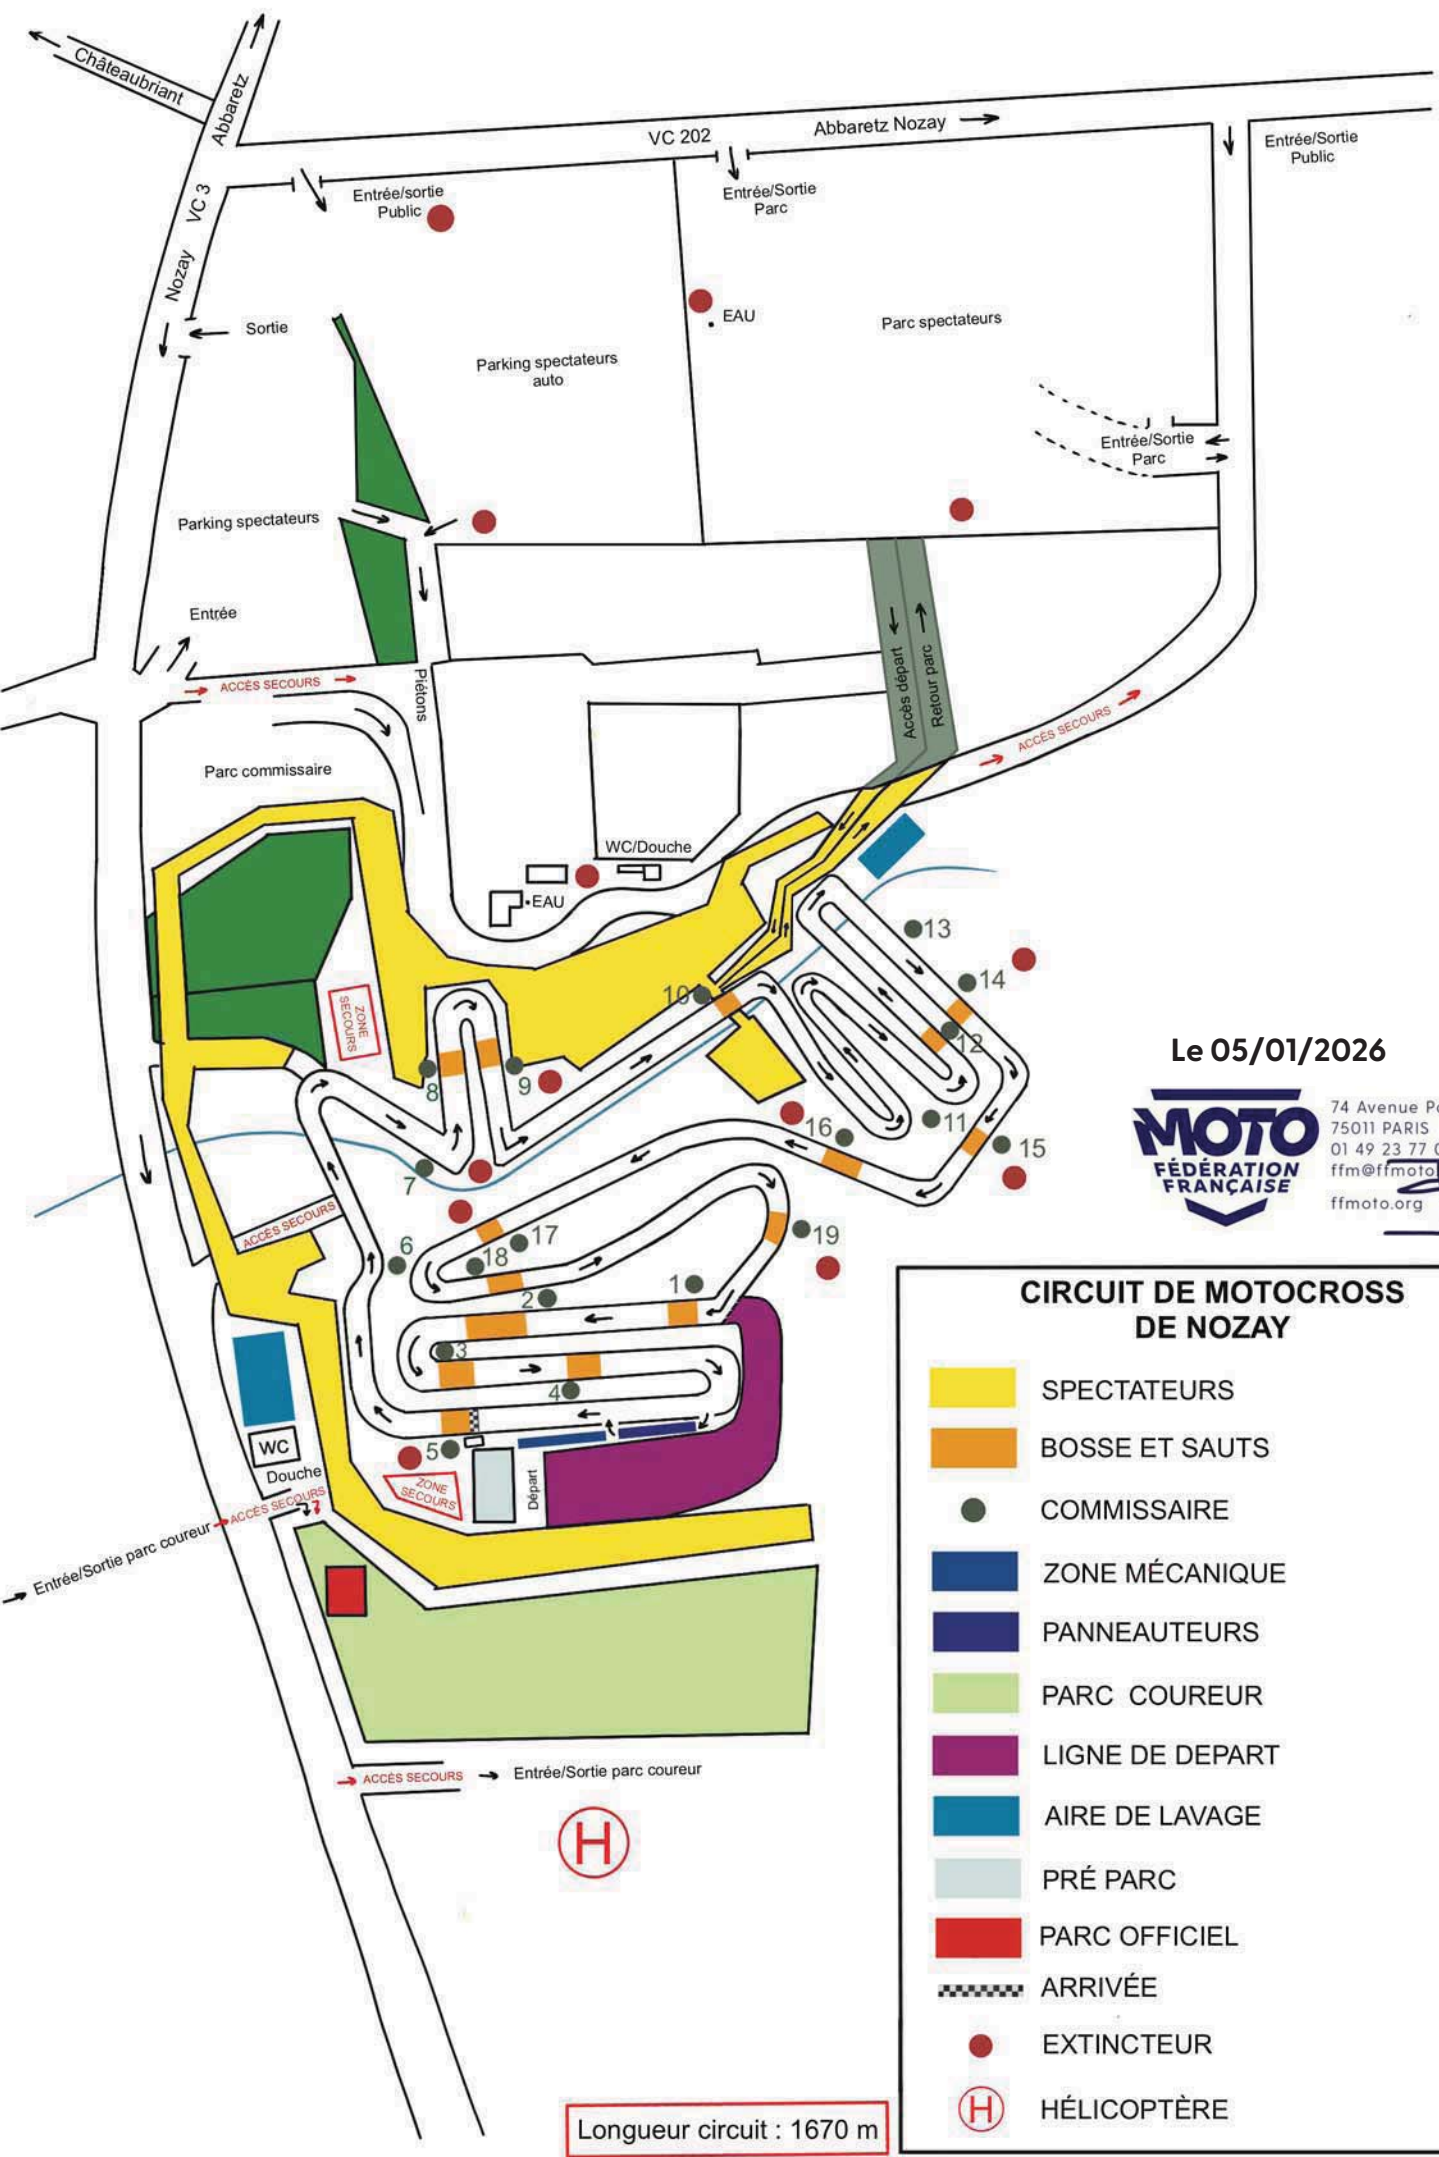 Châteaubriant
Abbaretz
VC 3
Nozay
VC 202
Abbaretz Nozay
Entrée/Sortie
Public
Entrée/sortie
Public
Entrée/Sortie
Parc
Sortie
EAU
Parc spectateurs
Parking spectateurs
auto
Entrée/Sortie
Parc
Parking spectateurs
Entrée
ACCÈS SECOURS
Piétons
Accès départ
Retour parc
ACCÈS SECOURS
Parc commissaire
WC/Douche
EAU
ZONE
SECOURS
10
13
14
12
11
15
16
8
9
7
Le 05/01/2026
MOTO
FÉDÉRATION
FRANÇAISE
74 Avenue
75011 PARIS
01 49 23 77
ffm@ffmoto
ffmoto.org
ACCÈS SECOURS
6
17
18
19
1
2
3
4
5
WC
Douche
ZONE
SECOURS
Départ
ACCÈS SECOURS
Entrée/Sortie parc coureur
ACCÈS SECOURS
Entrée/Sortie parc coureur
H
CIRCUIT DE MOTOCROSS
DE NOZAY
SPECTATEURS
BOSSE ET SAUTS
COMMISSAIRE
ZONE MÉCANIQUE
PANNEAUTEURS
PARC COUREUR
LIGNE DE DEPART
AIRE DE LAVAGE
PRÉ PARC
PARC OFFICIEL
ARRIVÉE
EXTINCTEUR
H HÉLICOPTÈRE
Longueur circuit : 1670 m